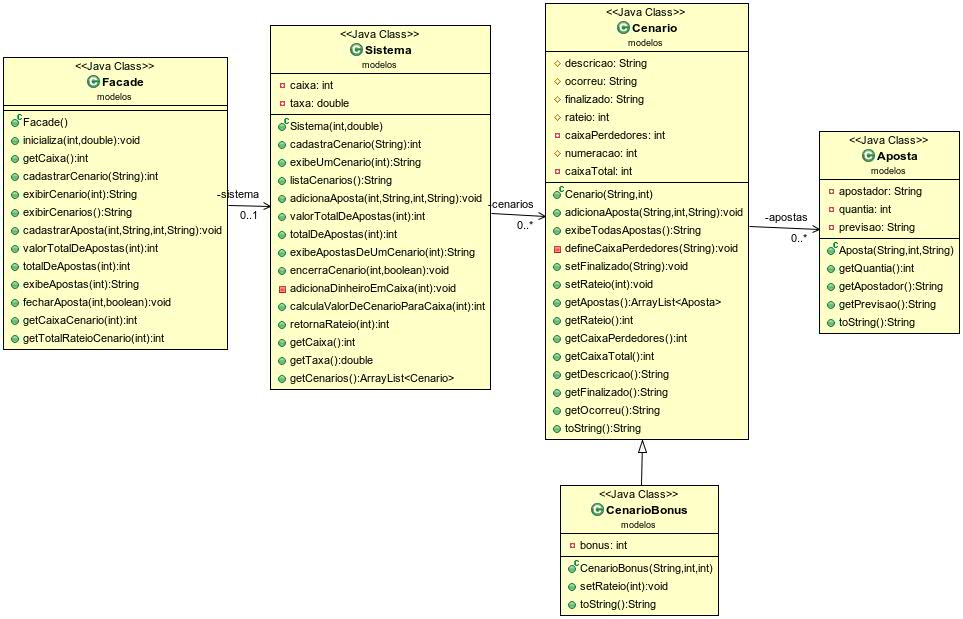 <<Java Class>>
Facade
modelos
Facade()
inicializa(int,double):void
getCaixa():int
cadastrarCenario(String):int
exibirCenario(int):String
exibirCenarios():String
cadastrarAposta(int,String,int,String):void
valorTotalDeApostas(int):int
totalDeApostas(int):int
exibeApostas(int):String
fecharAposta(int,boolean):void
getCaixaCenario(int):int
getTotalRateioCenario(int):int
-sistema
0..1
<<Java Class>>
Sistema
modelos
caixa: int
taxa: double
Sistema(int,double)
cadastraCenario(String):int
exibeUmCenario(int):String
listaCenarios():String
adicionaAposta(int,String,int,String):void
valorTotalDeApostas(int):int
totalDeApostas(int):int
exibeApostasDeUmCenario(int):String
encerraCenario(int,boolean):void
adicionaDinheiroEmCaixa(int):void
calculaValorDeCenarioParaCaixa(int):int
retornaRateio(int):int
getCaixa():int
getTaxa():double
getCenarios():ArrayList<Cenario>
-cenarios
0..*
<<Java Class>>
Cenario
modelos
descricao: String
ocorreu: String
finalizado: String
rateio: int
caixaPerdedores: int
numeracao: int
caixaTotal: int
Cenario(String,int)
adicionaAposta(String,int,String):void
exibeTodasApostas():String
defineCaixaPerdedores(String):void
setFinalizado(String):void
setRateio(int):void
getApostas():ArrayList<Aposta>
getRateio():int
getCaixaPerdedores():int
getCaixaTotal():int
getDescricao():String
getFinalizado():String
getOcorreu():String
toString():String
-apostas
0..*
<<Java Class>>
Aposta
modelos
apostador: String
quantia: int
previsao: String
Aposta(String,int,String)
getQuantia():int
getApostador():String
getPrevisao():String
toString():String
<<Java Class>>
CenarioBonus
modelos
bonus: int
CenarioBonus(String,int,int)
setRateio(int):void
toString():String